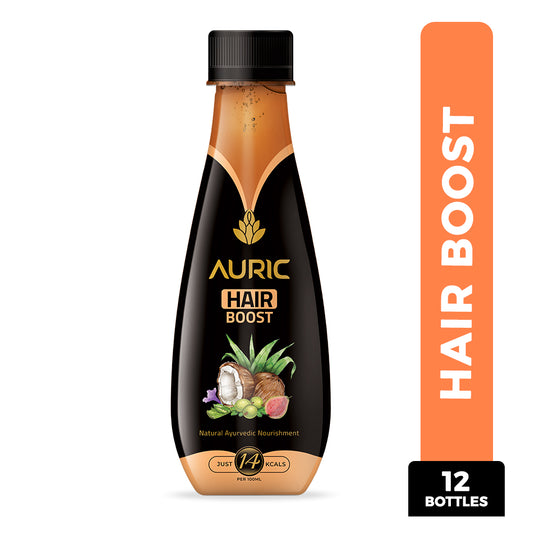 AURIC
HAIR
BOOST
Natural Ayurvedic Nourishment
JUST 14 KCALS
PER 100ML
HAIR BOOST
12
BOTTLES